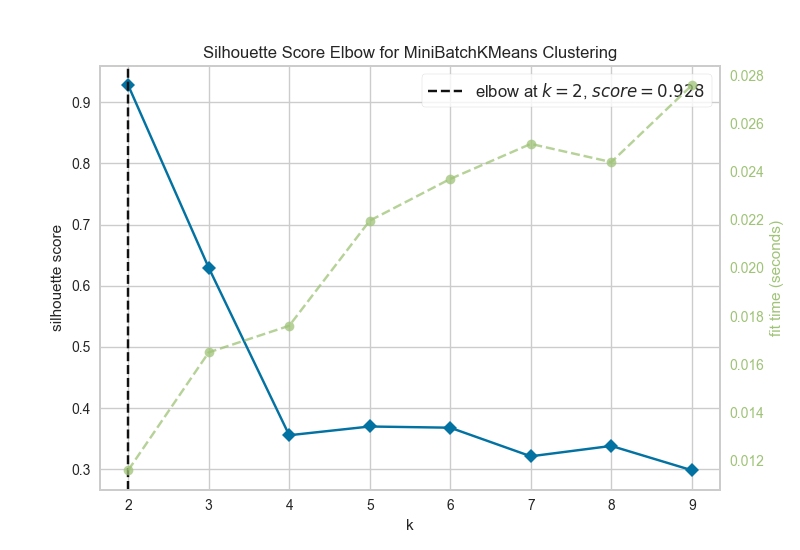 Silhouette Score Elbow for MiniBatchKMeans Clustering
elbow at k = 2, score = 0.928
silhouette score
0.9
0.8
0.7
0.6
0.5
0.4
0.3
2 3 4 5 6 7 8 9
k
0.028
0.026
0.024
0.022
0.020
0.018
0.016
0.014
0.012
fit time (seconds)